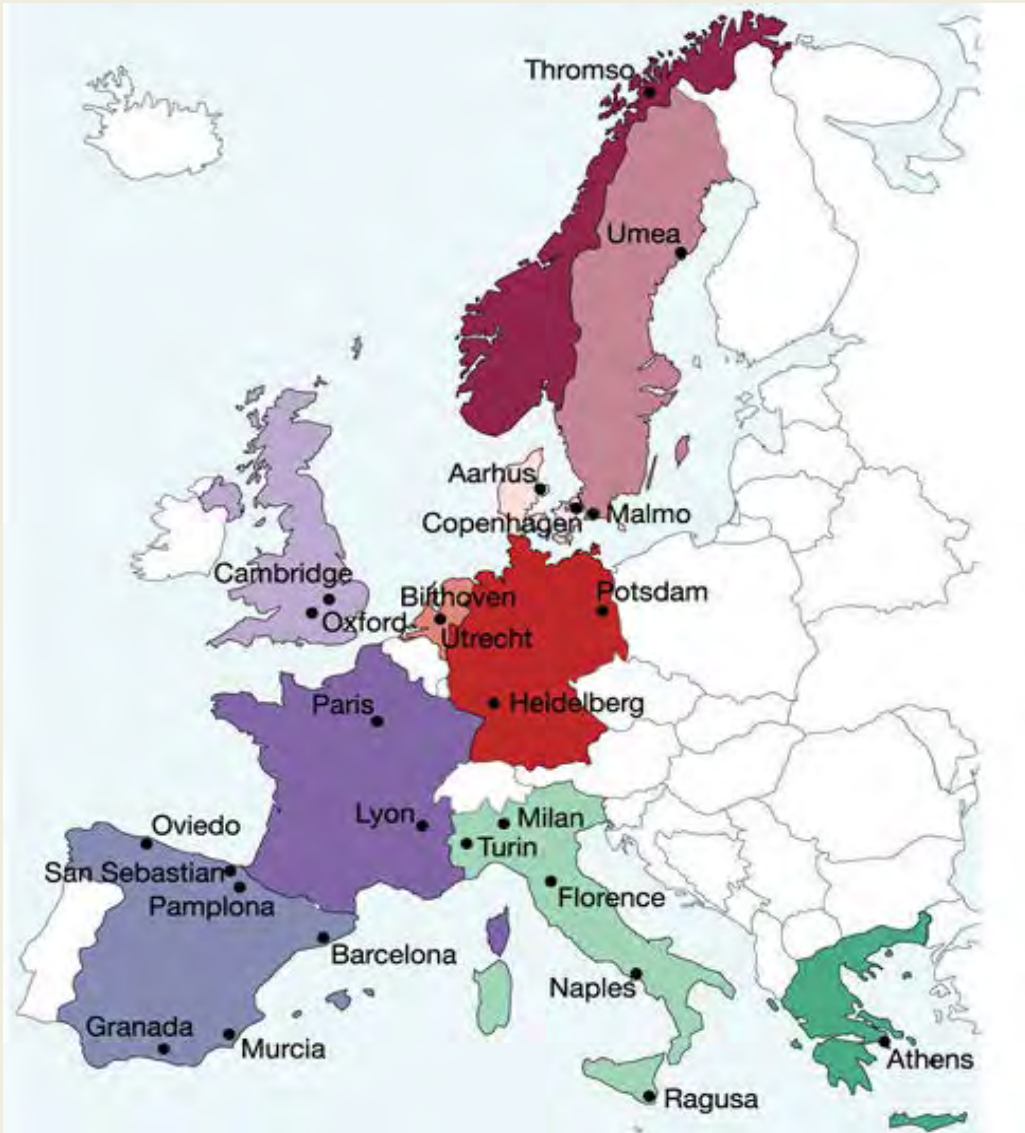 Thromso
Umea
Aarhus
Copenhagen
Malmo
Cambridge
Oxford
Bilthoven
Utrecht
Potsdam
Heidelberg
Paris
Lyon
Milan
Turin
Oviedo
San Sebastian
Pamplona
Florence
Barcelona
Naples
Granada
Murcia
Athens
Ragusa